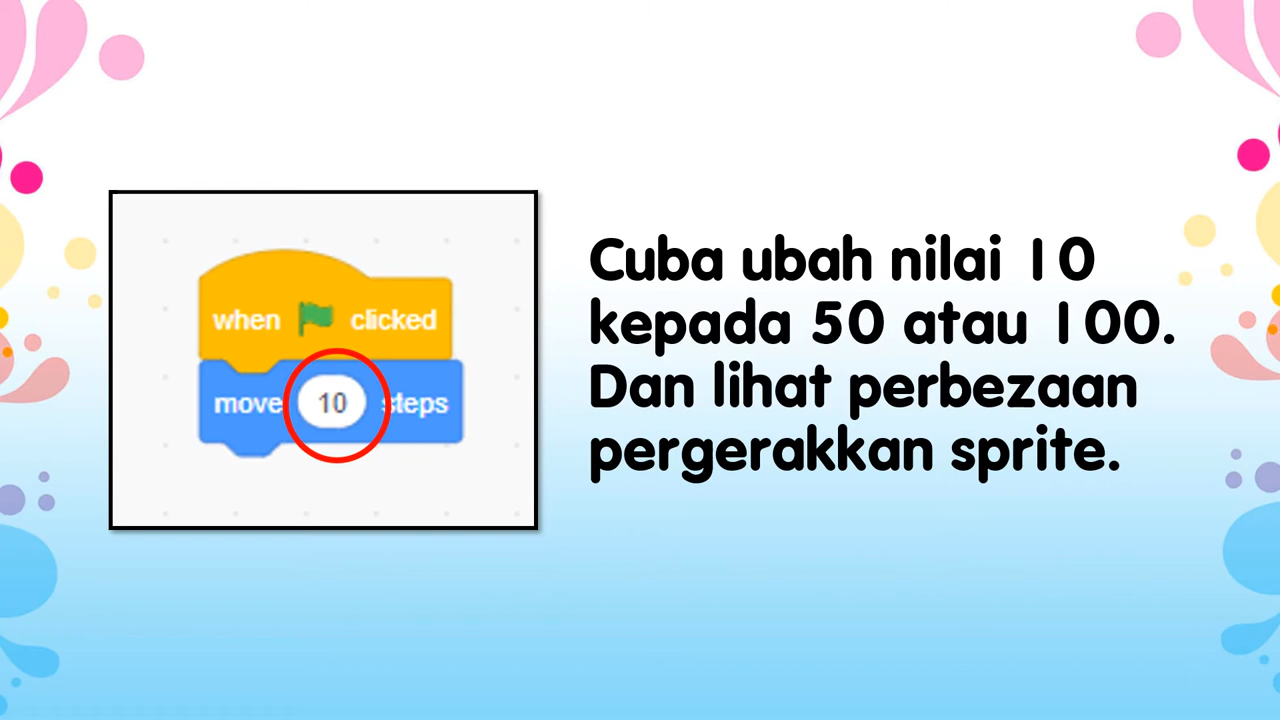 when clicked
move 10 steps
Cuba ubah nilai 10
kepada 50 atau 100.
Dan lihat perbezaan
pergerakkan sprite.